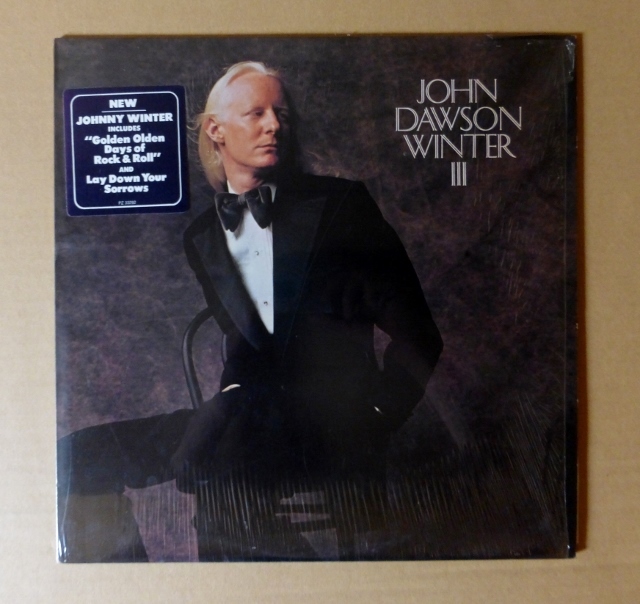 NEW
JOHNNY WINTER
INCLUDES
"Golden Olden
Days of
Rock & Roll"
AND
Lay Down Your
Sorrows
JOHN
DAWSON
WINTER
III